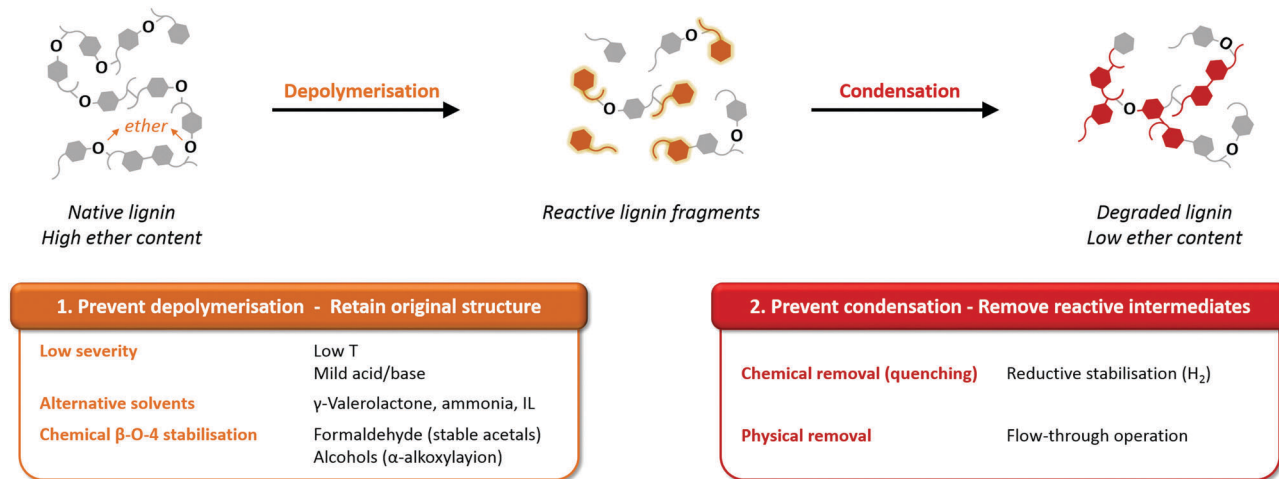 O
O
O
O
O
ether
O
O
Native lignin
High ether content
Depolymerisation
O
O
O
Reactive lignin fragments
Condensation
O
O
O
Degraded lignin
Low ether content
1. Prevent depolymerisation - Retain original structure
Low severity Low T
Mild acid/base
Alternative solvents γ-Valerolactone, ammonia, IL
Chemical β-O-4 stabilisation Formaldehyde (stable acetals)
Alcohols (α-alkoxylayion)
2. Prevent condensation - Remove reactive intermediates
Chemical removal (quenching) Reductive stabilisation (H₂)
Physical removal Flow-through operation